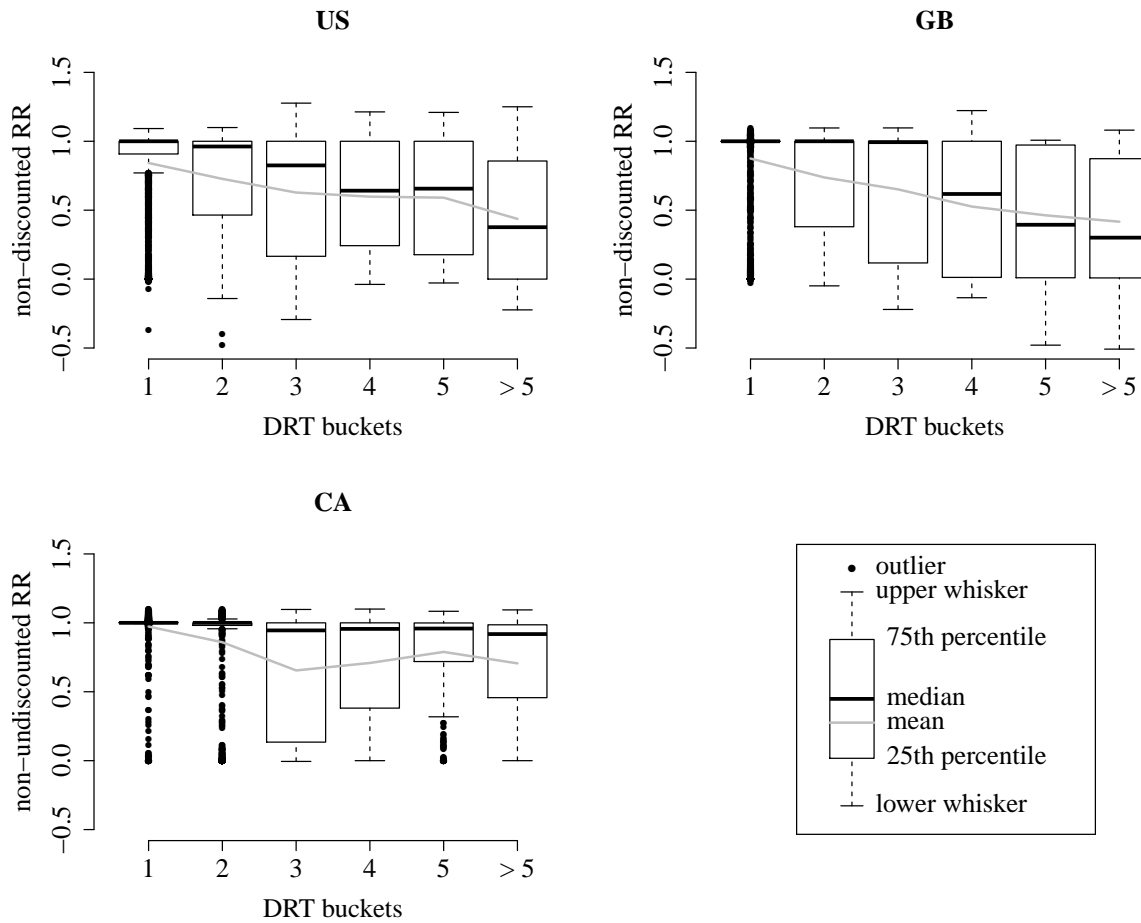 US
non−discounted RR
1.5
1.0
0.5
0.0
−0.5
1 2 3 4 5 > 5
DRT buckets
GB
non−discounted RR
1.5
1.0
0.5
0.0
−0.5
1 2 3 4 5 > 5
DRT buckets
CA
non−undiscounted RR
1.5
1.0
0.5
0.0
−0.5
1 2 3 4 5 > 5
DRT buckets
outlier
upper whisker
75th percentile
median
mean
25th percentile
lower whisker